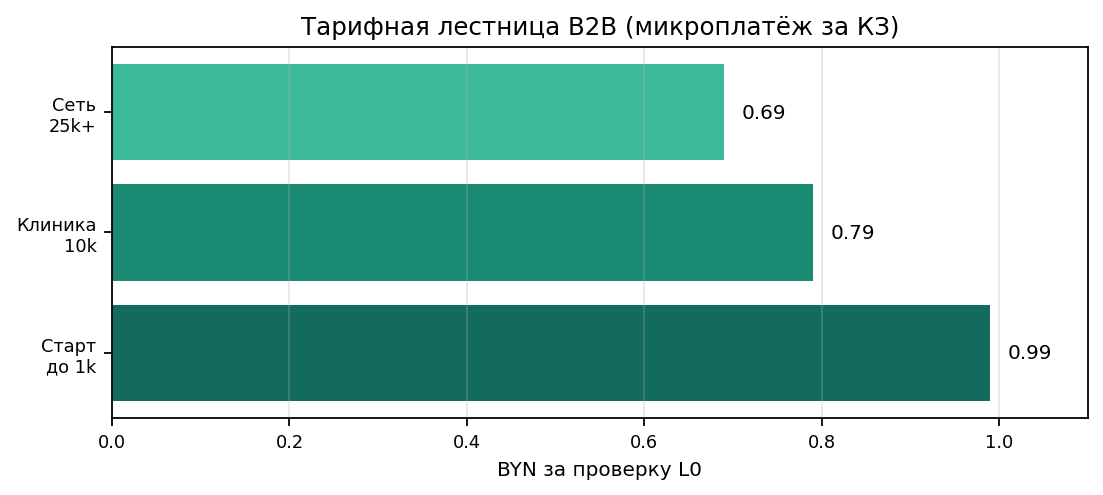 Тарифная лестница B2B (микроплатёж за КЗ)
Сеть
25k+
0.69
Клиника
10k
0.79
Старт
до 1k
0.99
0.0 0.2 0.4 0.6 0.8 1.0
BYN за проверку L0